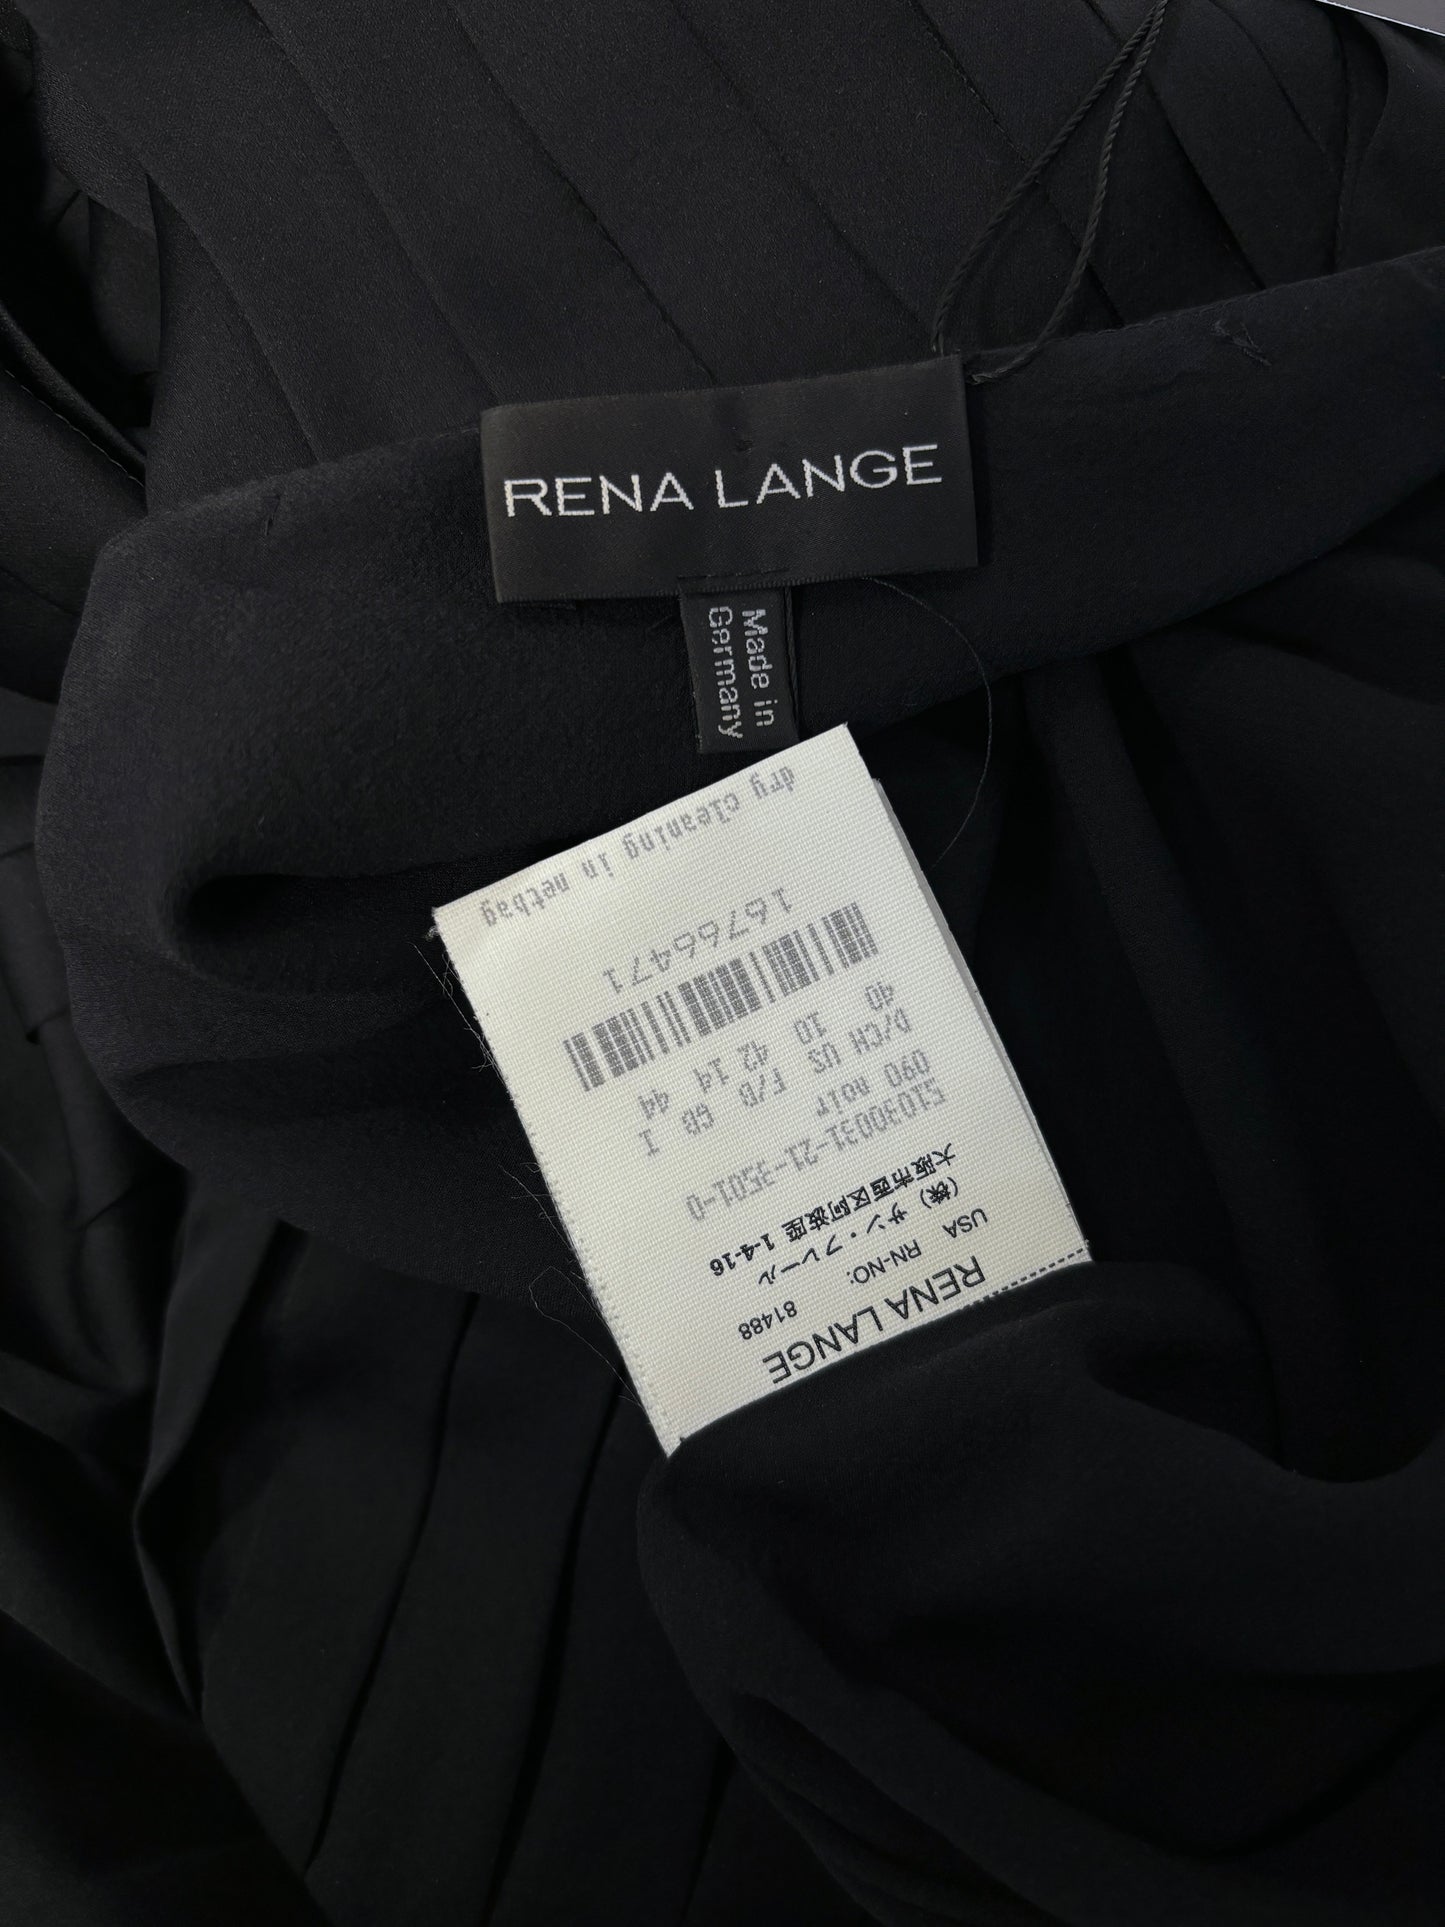 RENA LANGE
Made in
Germany
RENA LANGE
USA RN-NO: 81488
(株) サン・フレール
大阪市西区阿波座 1-4-16
51030031-21-3501-0
090 noir
D/CH US F/B GB I
40 10 42 14 44
16766471
dry cleaning in netbag